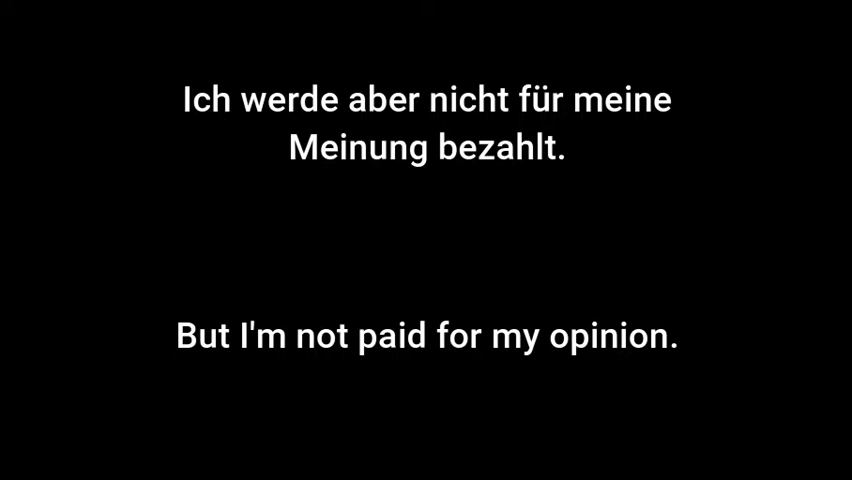 Ich werde aber nicht für meine
Meinung bezahlt.
But I'm not paid for my opinion.